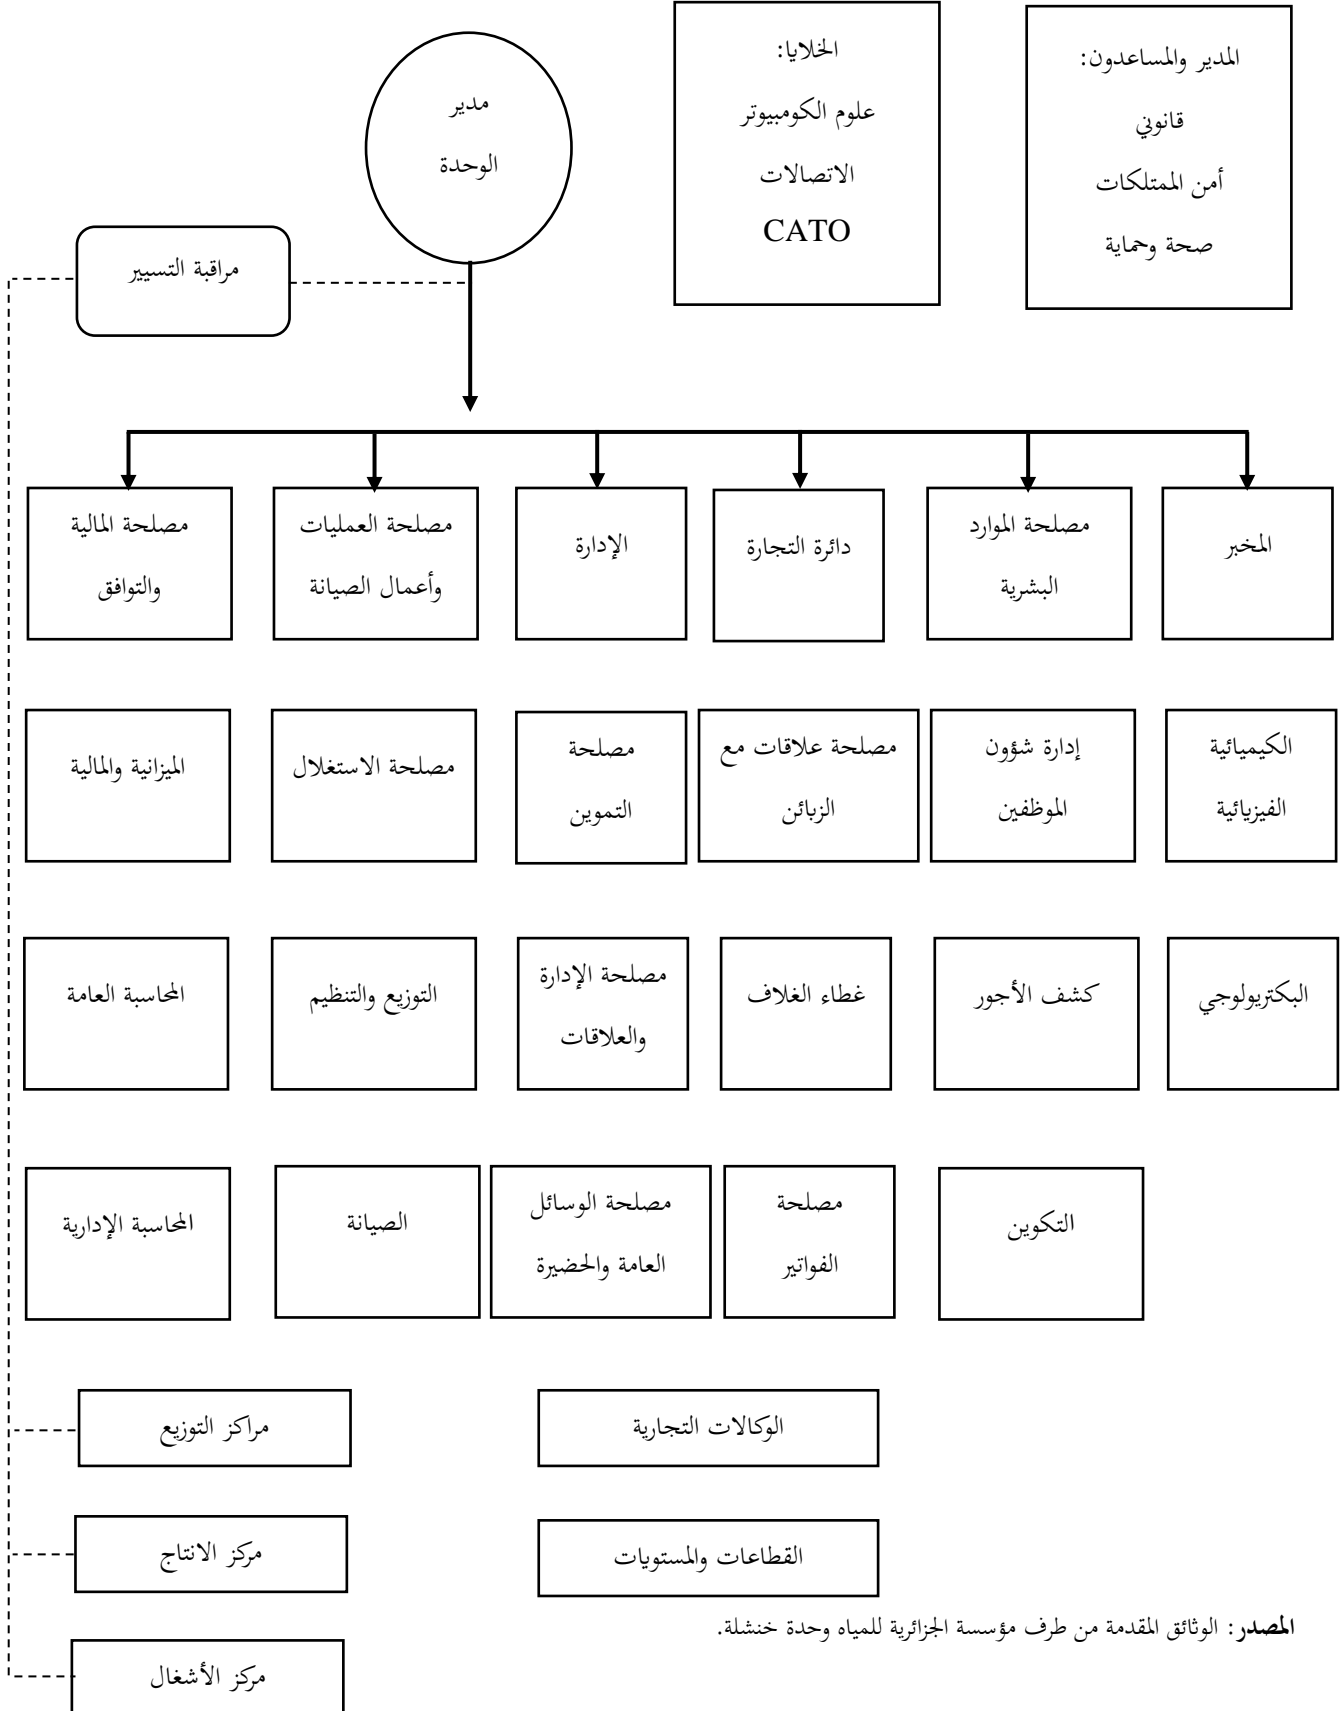 المدير والمساعدون:
قانوني
أمن الممتلكات
صحة وحماية
الخلايا:
علوم الكومبيوتر
الاتصالات
CATO
مدير
الوحدة
مراقبة التسيير
المخبر
مصلحة الموارد
البشرية
دائرة التجارة
الإدارة
مصلحة العمليات
وأعمال الصيانة
مصلحة المالية
والتوافق
الكيميائية
الفيزيائية
إدارة شؤون
الموظفين
مصلحة علاقات مع
الزبائن
مصلحة
التموين
مصلحة الاستغلال
الميزانية والمالية
البكتريولوجي
كشف الأجور
غطاء الغلاف
مصلحة الإدارة
والعلاقات
التوزيع والتنظيم
المحاسبة العامة
التكوين
مصلحة
الفواتير
مصلحة الوسائل
العامة والحضيرة
الصيانة
المحاسبة الإدارية
الوكالات التجارية
مراكز التوزيع
القطاعات والمستويات
مركز الانتاج
المصدر: الوثائق المقدمة من طرف مؤسسة الجزائرية للمياه وحدة خنشلة.
مركز الأشغال